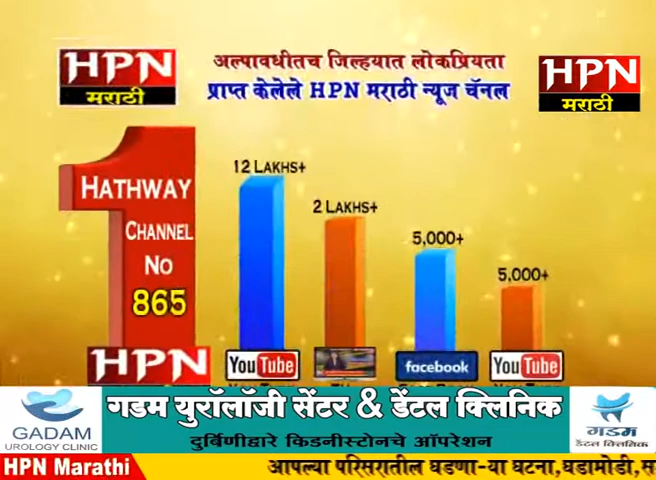 HPN
मराठी
अल्पावधीतच जिल्हयात लोकप्रियता
प्राप्त केलेले HPN मराठी न्यूज चॅनल
HPN
मराठी
HATHWAY
CHANNEL
NO
865
12 LAKHS+
2 LAKHS+
5,000+
5,000+
HPN
YouTube
facebook
YouTube
GADAM
UROLOGY CLINIC
गडम युरॉलॉजी सेंटर & डेंटल क्लिनिक
दुर्बिणीद्वारे किडनीस्टोनचे ऑपरेशन
गडम
डेंटल क्लिनिक
HPN Marathi
आपल्या परिसरातील घडणा-या घटना,घडामोडी,स